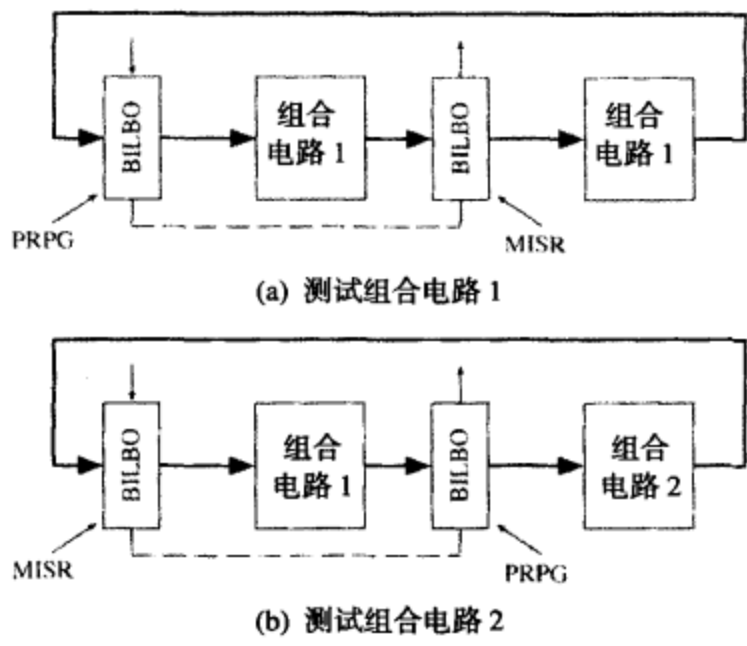 BILBO
组合
电路 1
BILBO
组合
电路 1
PRPG
MISR
(a) 测试组合电路 1
BILBO
组合
电路 1
BILBO
组合
电路 2
MISR
PRPG
(b) 测试组合电路 2